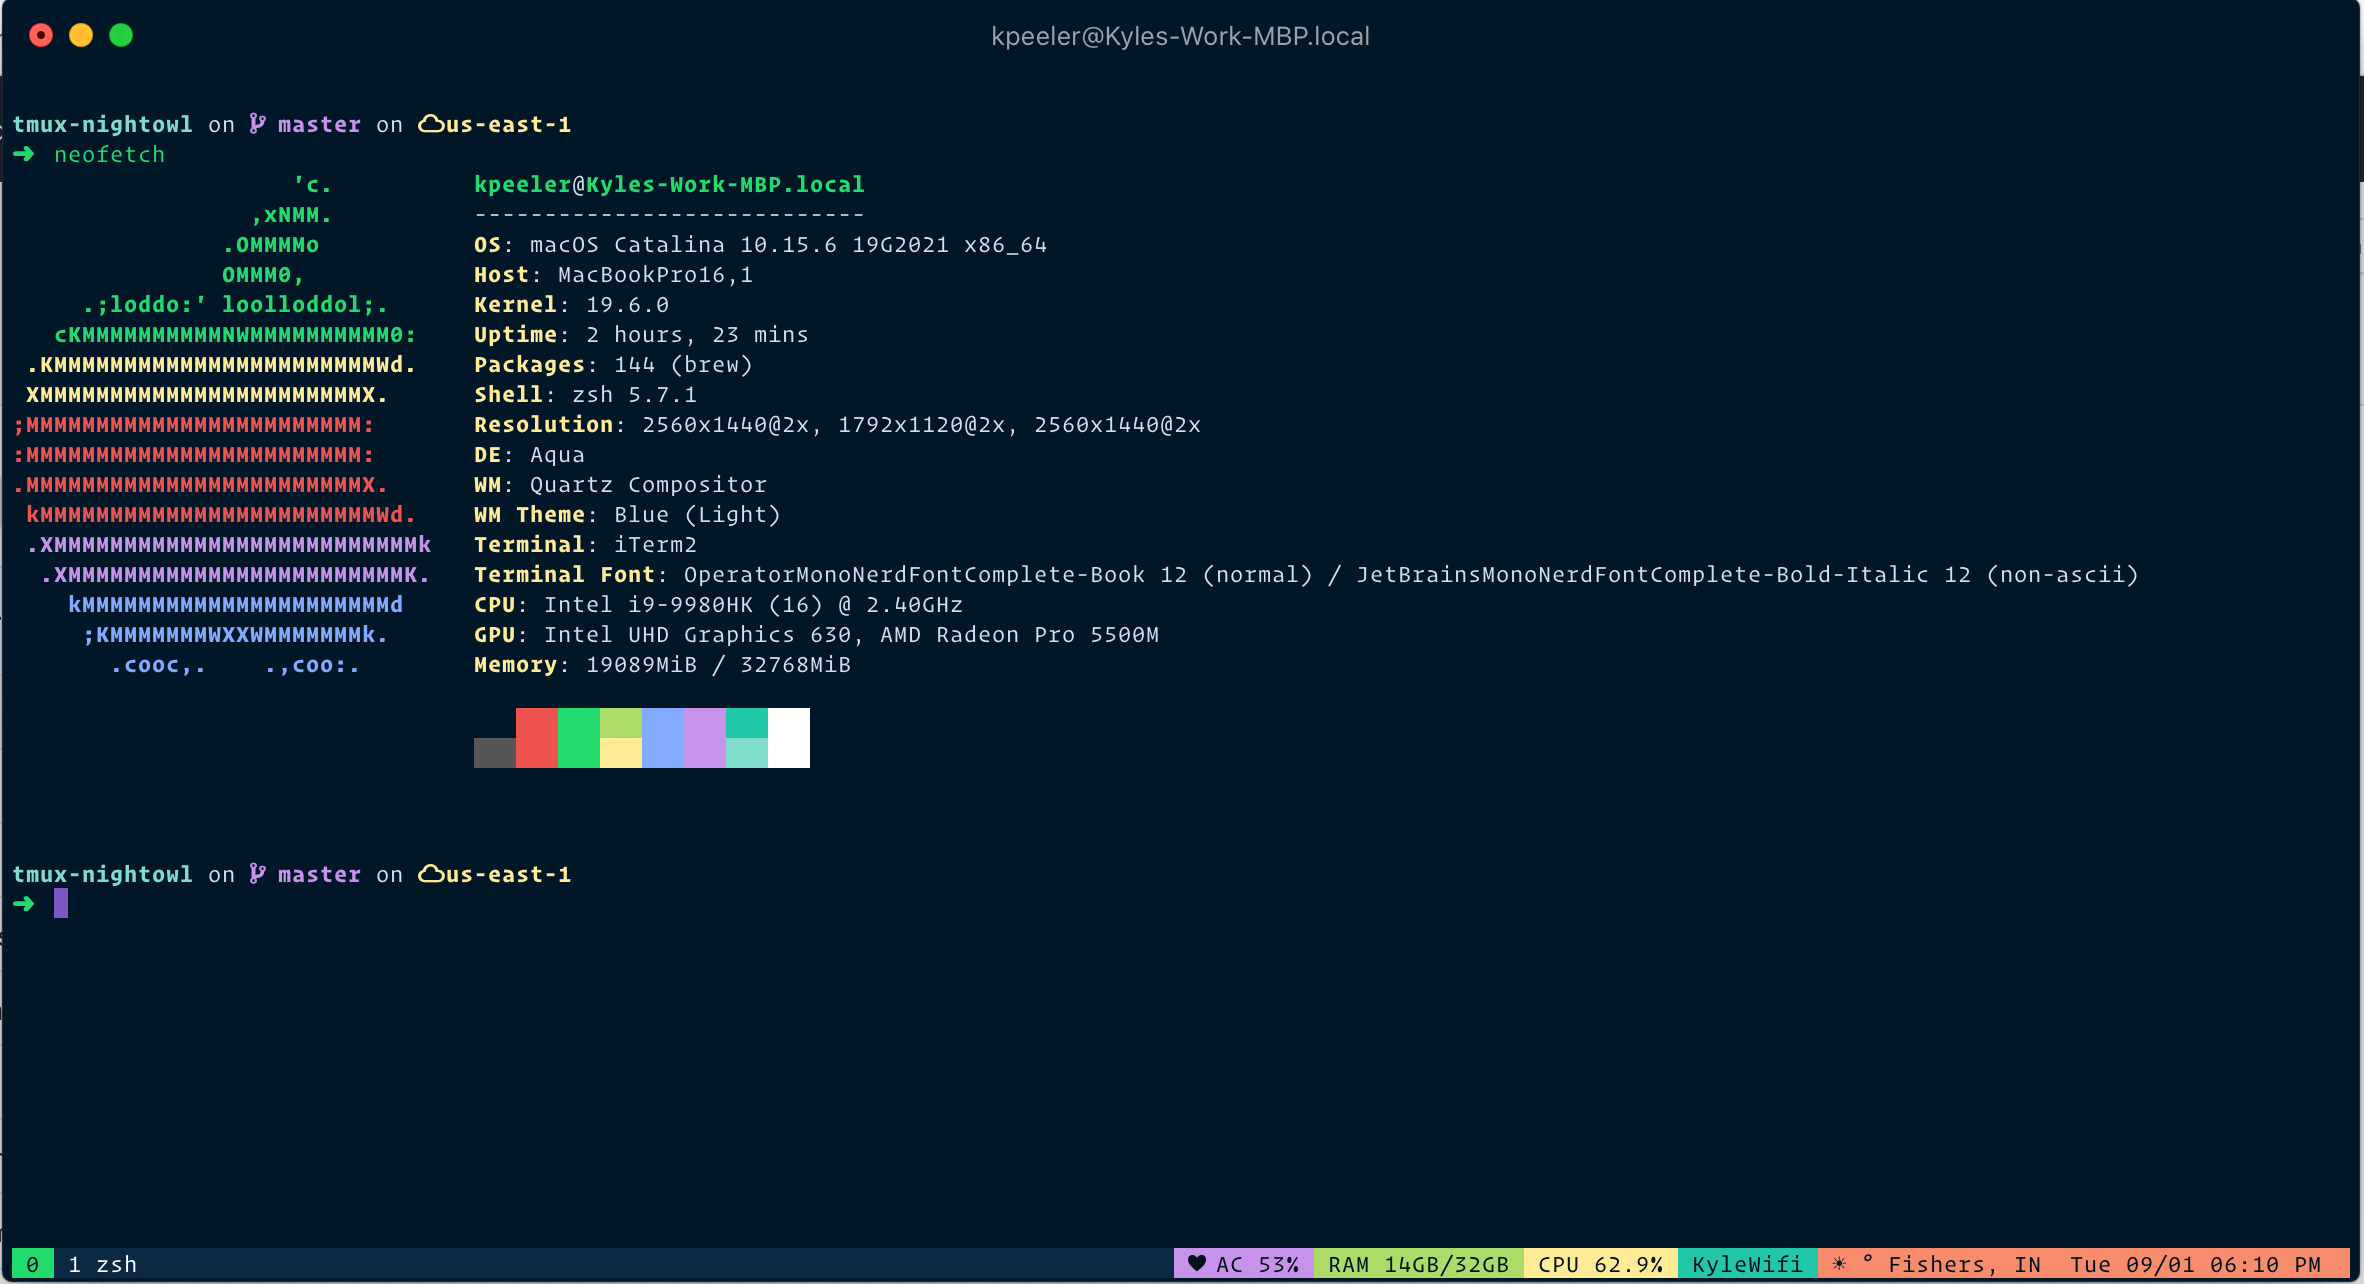 kpeeler@Kyles-Work-MBP.local
tmux-nightowl on master on us-east-1
➜ neofetch
'c. kpeeler@Kyles-Work-MBP.local
,xNMM. ----------------------------
.OMMMMo OS: macOS Catalina 10.15.6 19G2021 x86_64
OMMM0, Host: MacBookPro16,1
.;loddo:' loolloddol;. Kernel: 19.6.0
cKMMMMMMMMMMNWMMMMMMMMMM0: Uptime: 2 hours, 23 mins
.KMMMMMMMMMMMMMMMMMMMMMMMWd. Packages: 144 (brew)
XMMMMMMMMMMMMMMMMMMMMMMMX. Shell: zsh 5.7.1
;MMMMMMMMMMMMMMMMMMMMMMMM: Resolution: 2560x1440@2x, 1792x1120@2x, 2560x1440@2x
:MMMMMMMMMMMMMMMMMMMMMMMM: DE: Aqua
.MMMMMMMMMMMMMMMMMMMMMMMMX. WM: Quartz Compositor
kMMMMMMMMMMMMMMMMMMMMMMMMWd. WM Theme: Blue (Light)
.XMMMMMMMMMMMMMMMMMMMMMMMMMMk Terminal: iTerm2
.XMMMMMMMMMMMMMMMMMMMMMMMMK. Terminal Font: OperatorMonoNerdFontComplete-Book 12 (normal) / JetBrainsMonoNerdFontComplete-Bold-Italic 12 (non-ascii)
kMMMMMMMMMMMMMMMMMMMMMMd CPU: Intel i9-9980HK (16) @ 2.40GHz
;KMMMMMMMWXXWMMMMMMMk. GPU: Intel UHD Graphics 630, AMD Radeon Pro 5500M
.cooc,. .,coo:. Memory: 19089MiB / 32768MiB
tmux-nightowl on master on us-east-1
➜
0 1 zsh ♥ AC 53% RAM 14GB/32GB CPU 62.9% KyleWifi ☀ ° Fishers, IN Tue 09/01 06:10 PM